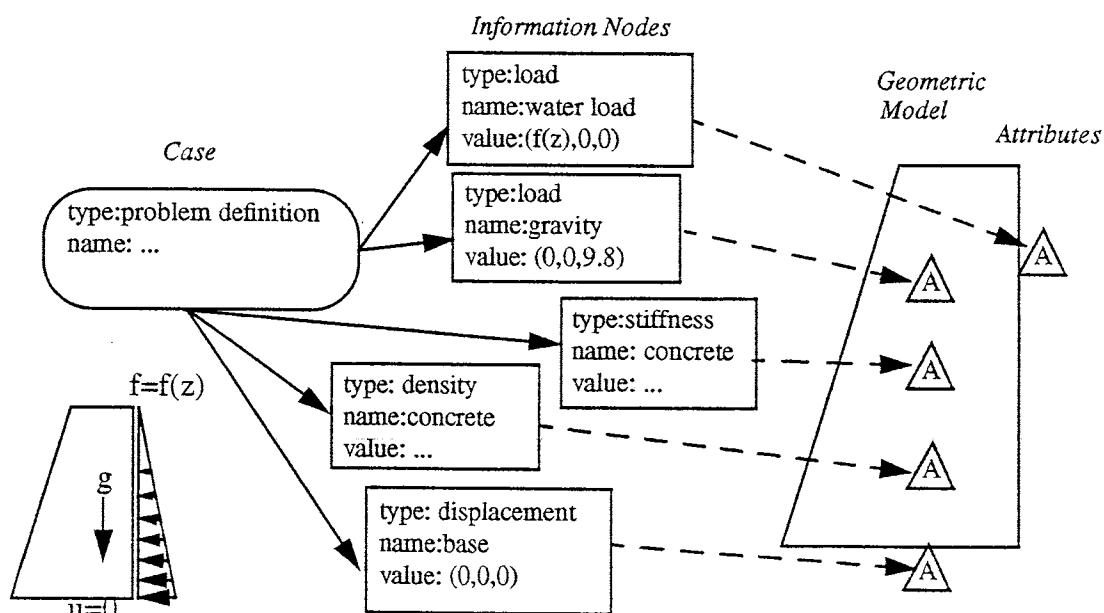 Information Nodes
type:load
name:water load
value:(f(z),0,0)
Geometric
Model
Attributes
Case
type:problem definition
name: ...
type:load
name:gravity
value: (0,0,9.8)
A
A
type:stiffness
name: concrete
value: ...
A
type: density
name:concrete
value: ...
A
type: displacement
name:base
value: (0,0,0)
A
f=f(z)
g
u=0